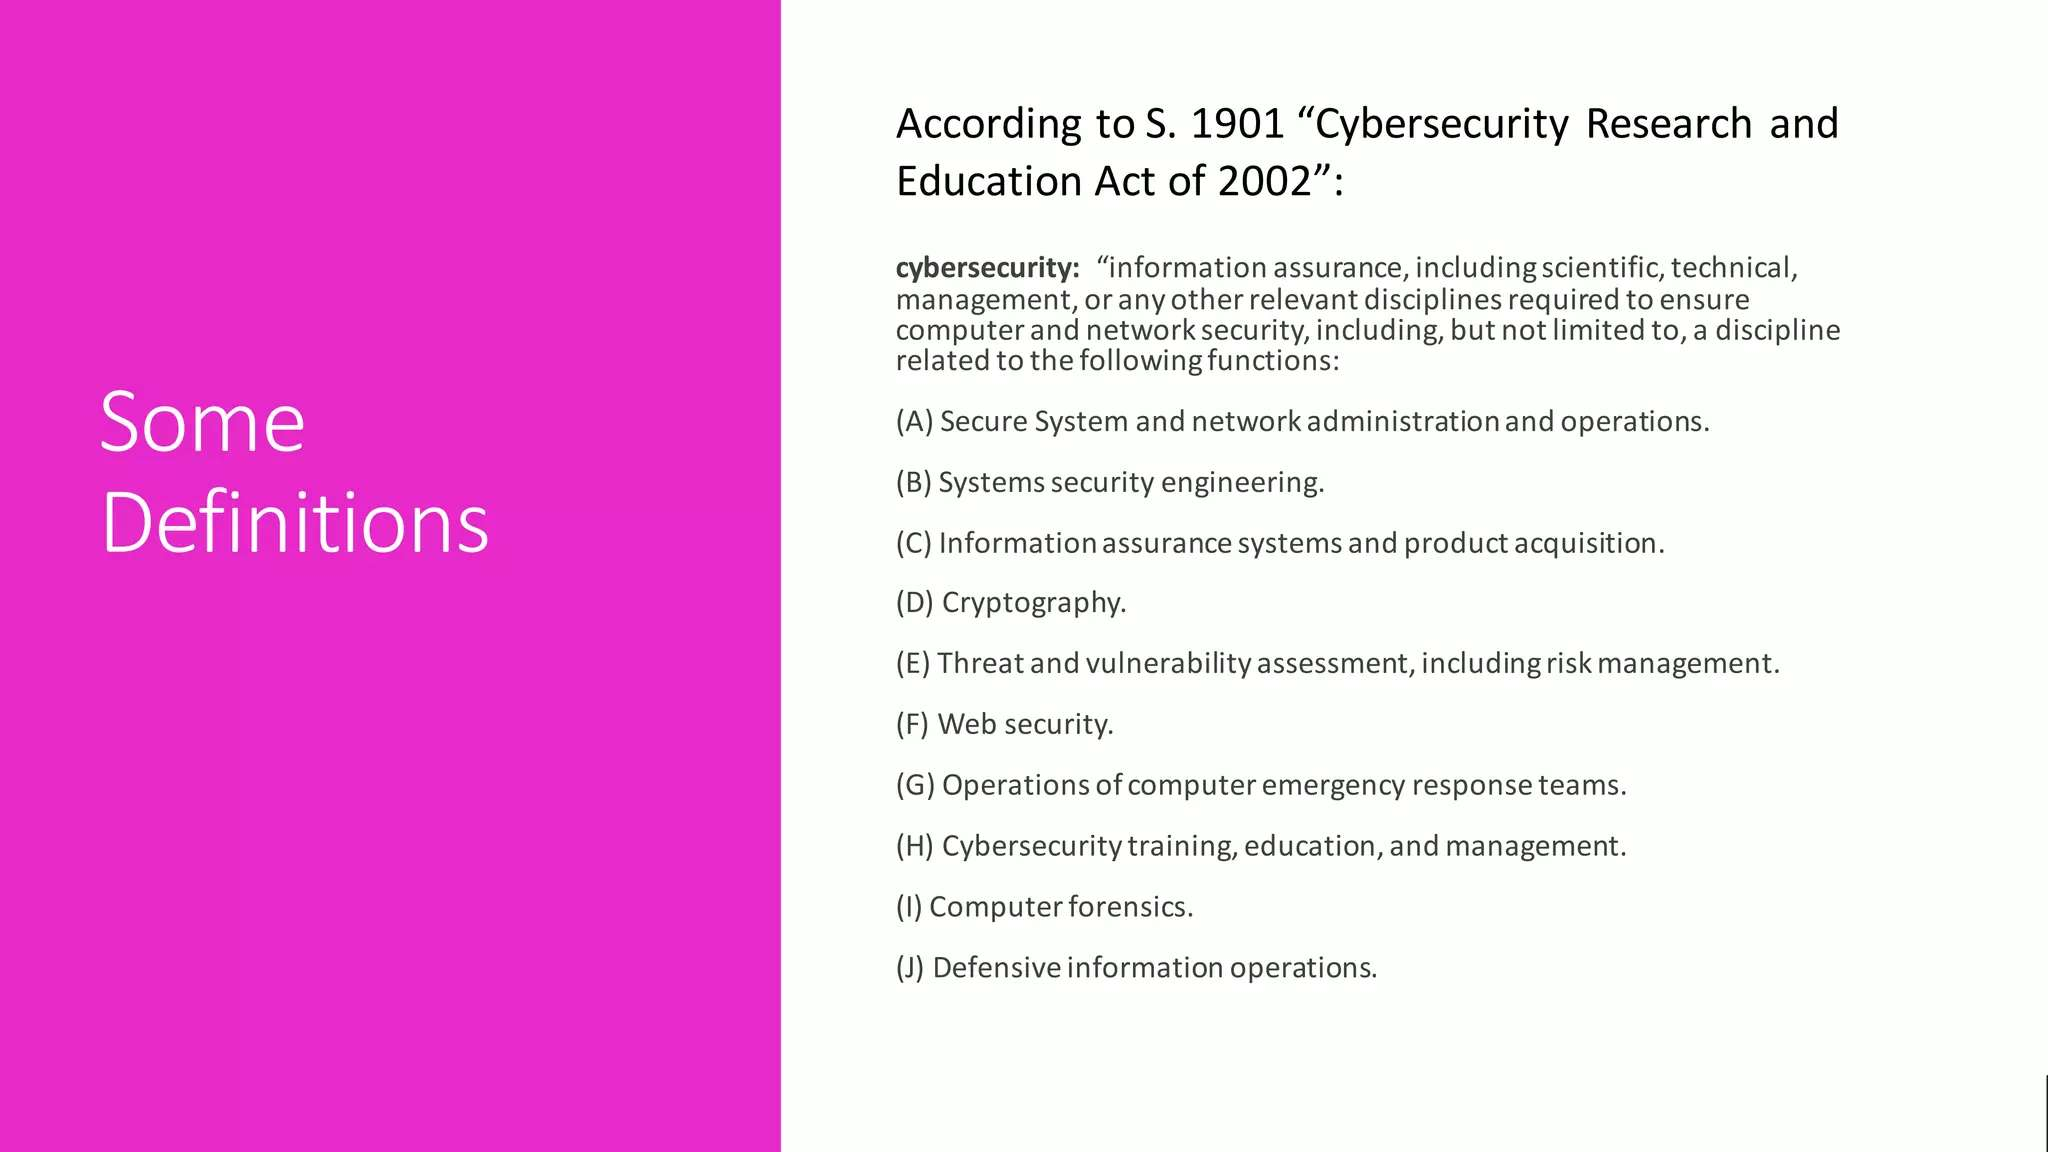 Some
Definitions
According to S. 1901 “Cybersecurity Research and
Education Act of 2002”:
cybersecurity: “information assurance, including scientific, technical,
management, or any other relevant disciplines required to ensure
computer and network security, including, but not limited to, a discipline
related to the following functions:
(A) Secure System and network administration and operations.
(B) Systems security engineering.
(C) Information assurance systems and product acquisition.
(D) Cryptography.
(E) Threat and vulnerability assessment, including risk management.
(F) Web security.
(G) Operations of computer emergency response teams.
(H) Cybersecurity training, education, and management.
(I) Computer forensics.
(J) Defensive information operations.